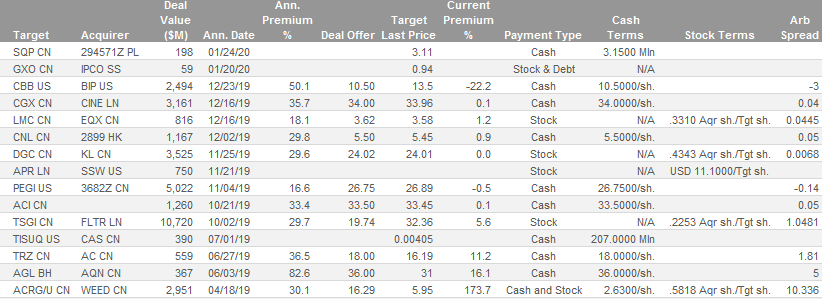 Deal Ann. Target Current
Value Premium Premium Cash Arb
Target Acquirer ($M) Ann. Date % Deal Offer Last Price % Payment Type Terms Stock Terms Spread
SQP CN 294571Z PL 198 01/24/20 3.11 Cash 3.1500 Mln
GXO CN IPCO SS 59 01/20/20 0.94 Stock & Debt N/A
CBB US BIP US 2,494 12/23/19 50.1 10.50 13.5 -22.2 Cash 10.5000/sh. -3
CGX CN CINE LN 3,161 12/16/19 35.7 34.00 33.96 0.1 Cash 34.0000/sh. 0.04
LMC CN EQX CN 816 12/16/19 18.1 3.62 3.58 1.2 Stock N/A .3310 Aqr sh./Tgt sh. 0.0445
CNL CN 2899 HK 1,167 12/02/19 29.8 5.50 5.45 0.9 Cash 5.5000/sh. 0.05
DGC CN KL CN 3,525 11/25/19 29.6 24.02 24.01 0.0 Stock N/A .4343 Aqr sh./Tgt sh. 0.0068
APR LN SSW US 750 11/21/19 Stock USD 11.1000/Tgt sh.
PEGI US 3682Z CN 5,022 11/04/19 16.6 26.75 26.89 -0.5 Cash 26.7500/sh. -0.14
ACI CN 1,260 10/21/19 33.4 33.50 33.45 0.1 Cash 33.5000/sh. 0.05
TSGI CN FLTR LN 10,720 10/02/19 29.7 19.74 32.36 5.6 Stock N/A .2253 Aqr sh./Tgt sh. 1.0481
TISUQ US CAS CN 390 07/01/19 0.00405 Cash 207.0000 Mln
TRZ CN AC CN 559 06/27/19 36.5 18.00 16.19 11.2 Cash 18.0000/sh. 1.81
AGL BH AQN CN 367 06/03/19 82.6 36.00 31 16.1 Cash 36.0000/sh. 5
ACRG/U CN WEED CN 2,951 04/18/19 30.1 16.29 5.95 173.7 Cash and Stock 2.6300/sh. .5818 Aqr sh./Tgt sh. 10.336